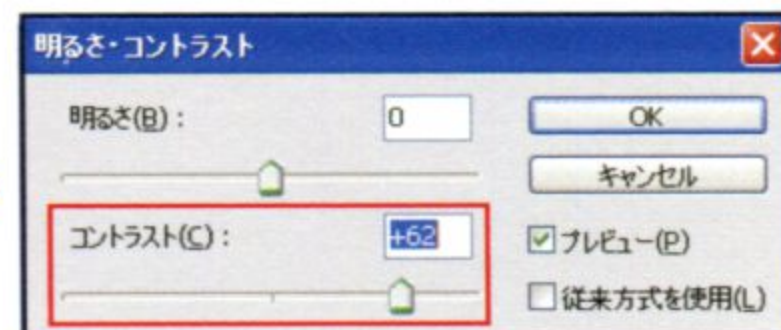 明るさ・コントラスト
明るさ(B):
0
OK
キャンセル
コントラスト(C):
+62
プレビュー(P)
従来方式を使用(L)